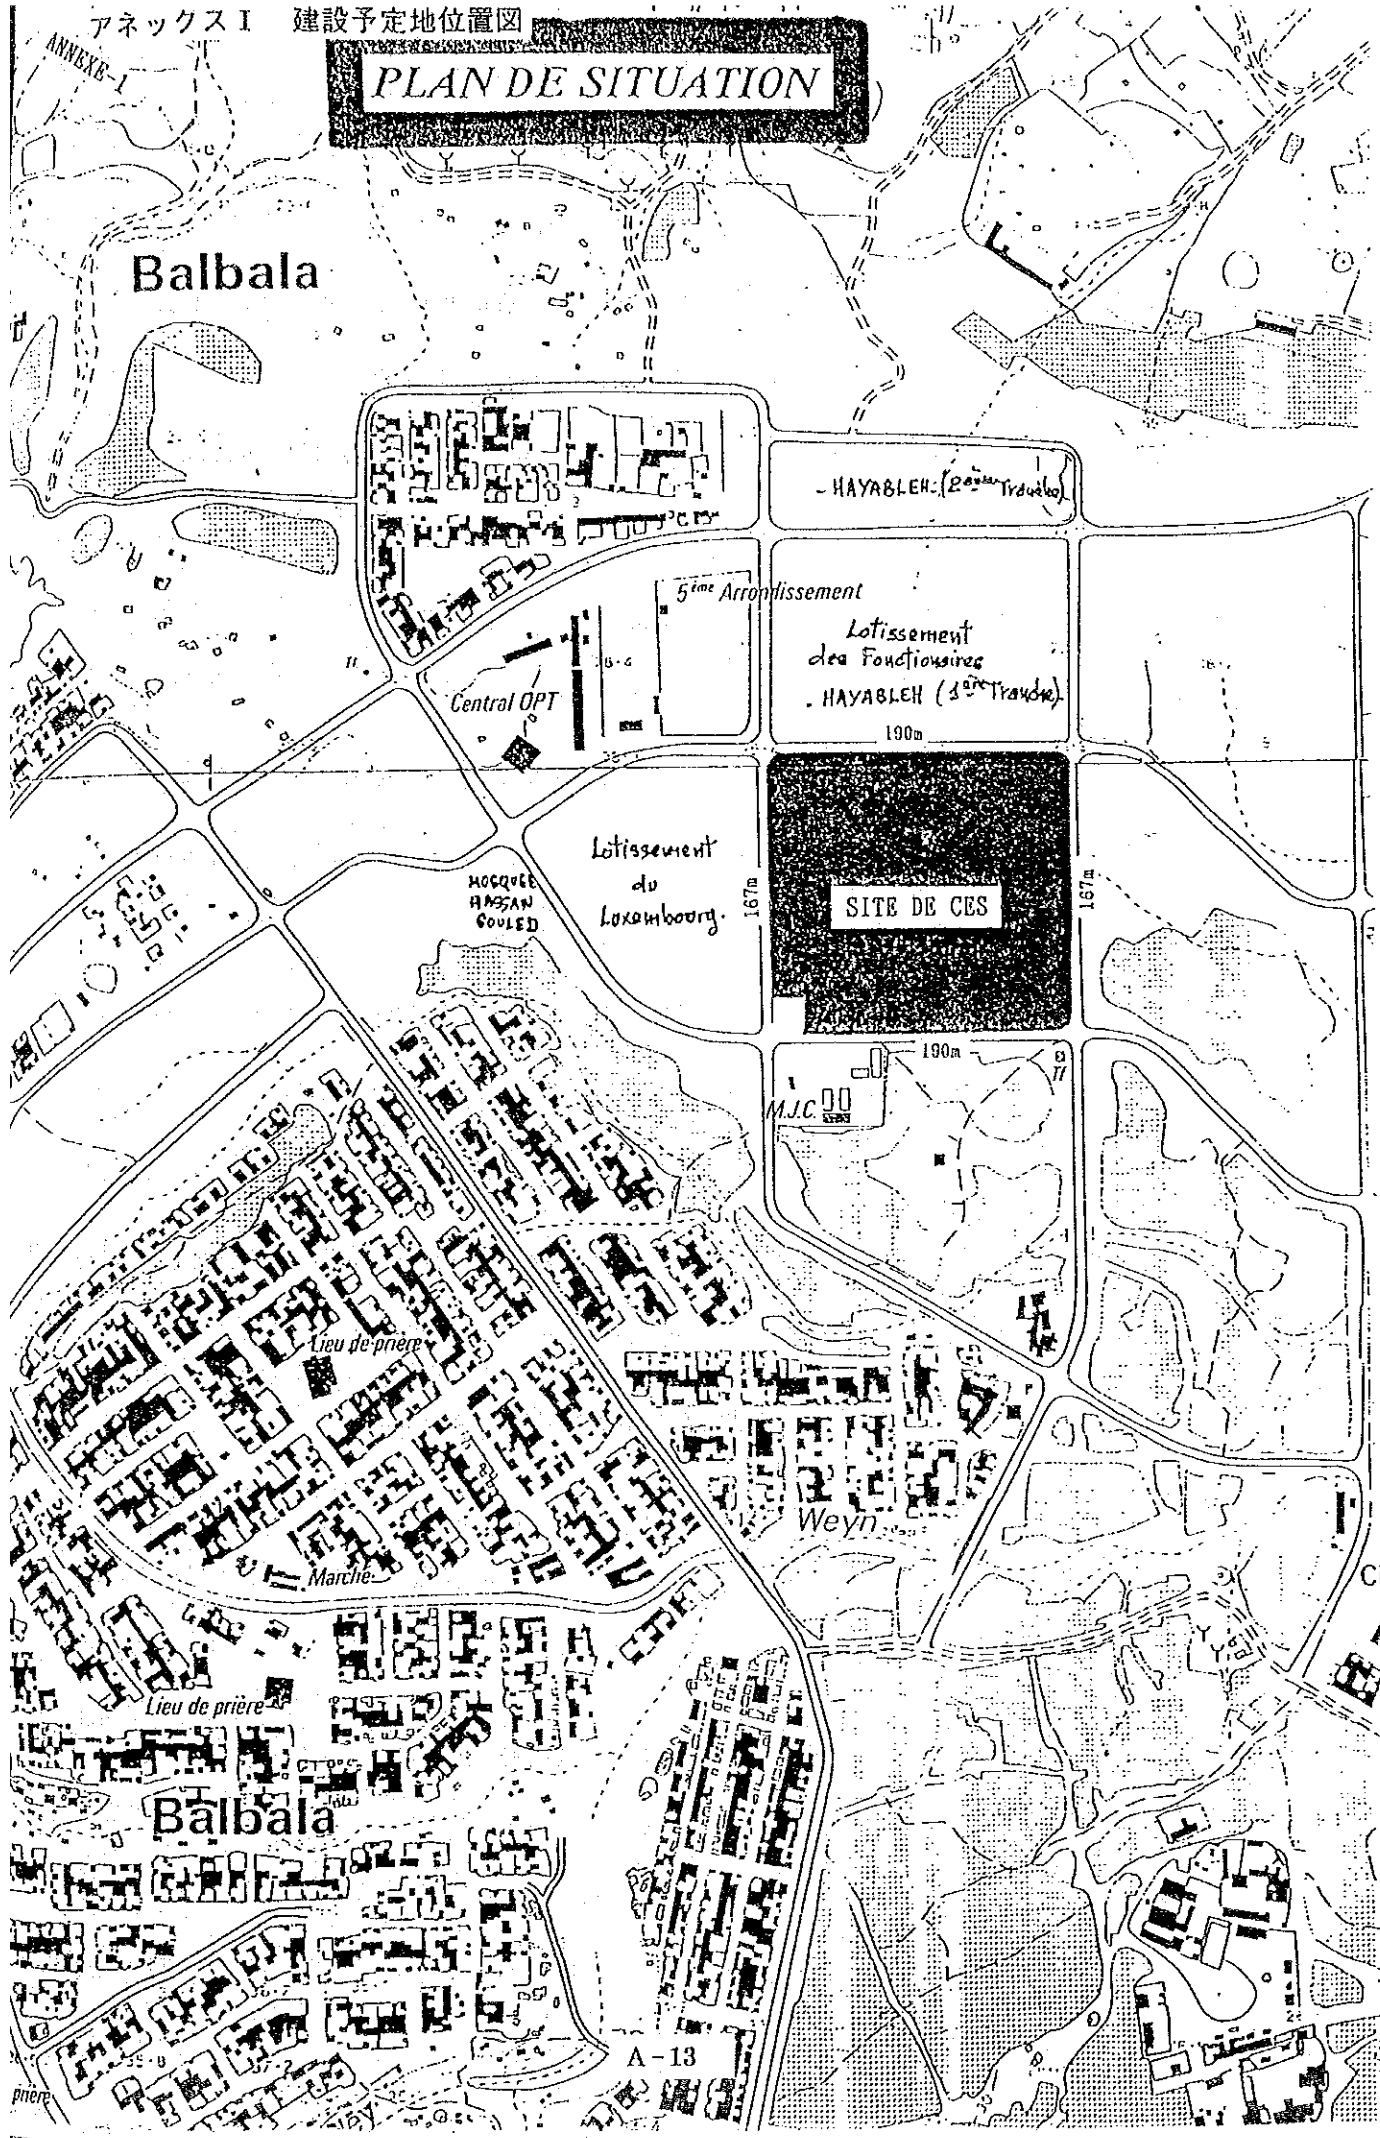 アネックスI 建設予定地位置図
ANNEXE-1
PLAN DE SITUATION
Balbala
- HAYABLEH (2ème Tranche)
5ème Arrondissement
Lotissement
des Fonctionaires
. HAYABLEH (1ère Tranche)
Central OPT
190m
Lotissement
du
Luxembourg.
MOSQUEE
HASSAN
GOULED
167m
SITE DE CES
167m
190m
M.J.C.
Lieu de prière
Weyn
Marché
Lieu de prière
Balbala
A-13
prière